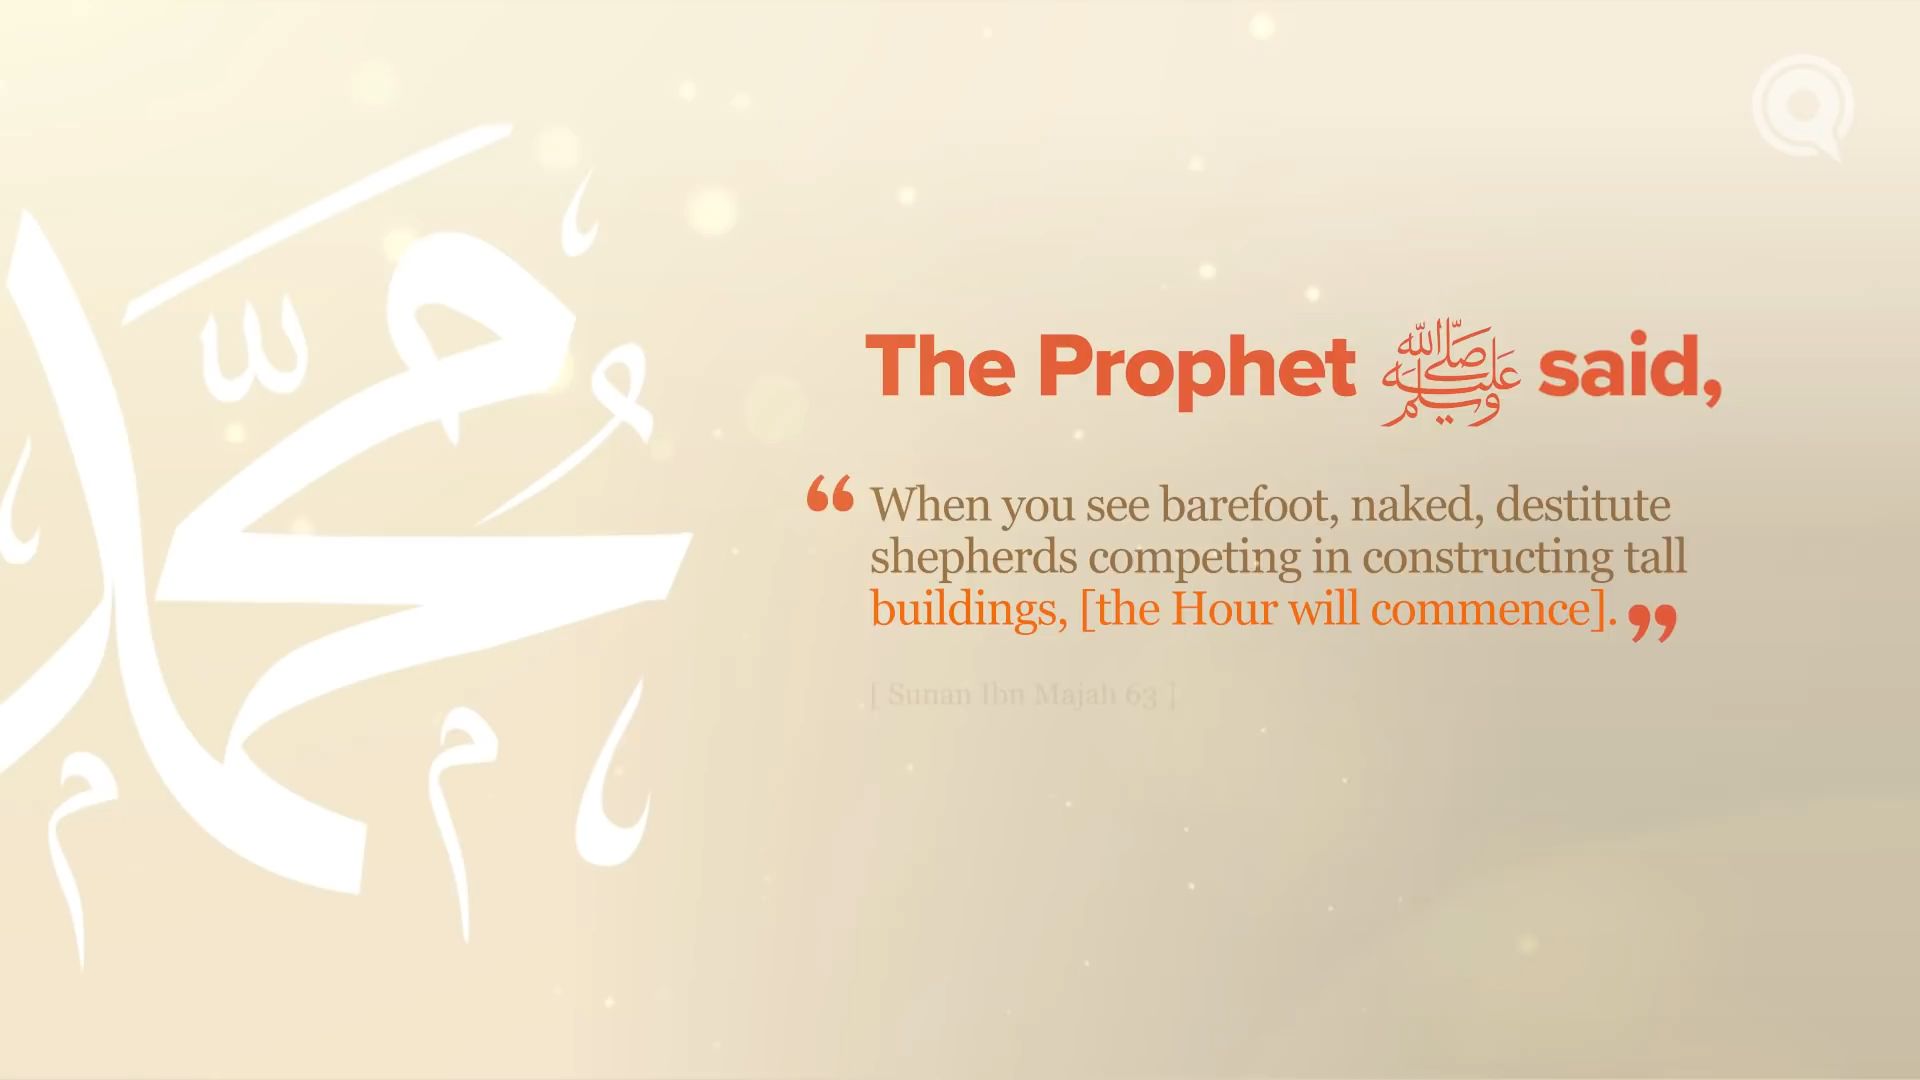 محمد
The Prophet صلى الله عليه وسلم said,
“When you see barefoot, naked, destitute
shepherds competing in constructing tall
buildings, [the Hour will commence].”
[ Sunan Ibn Majah 63 ]